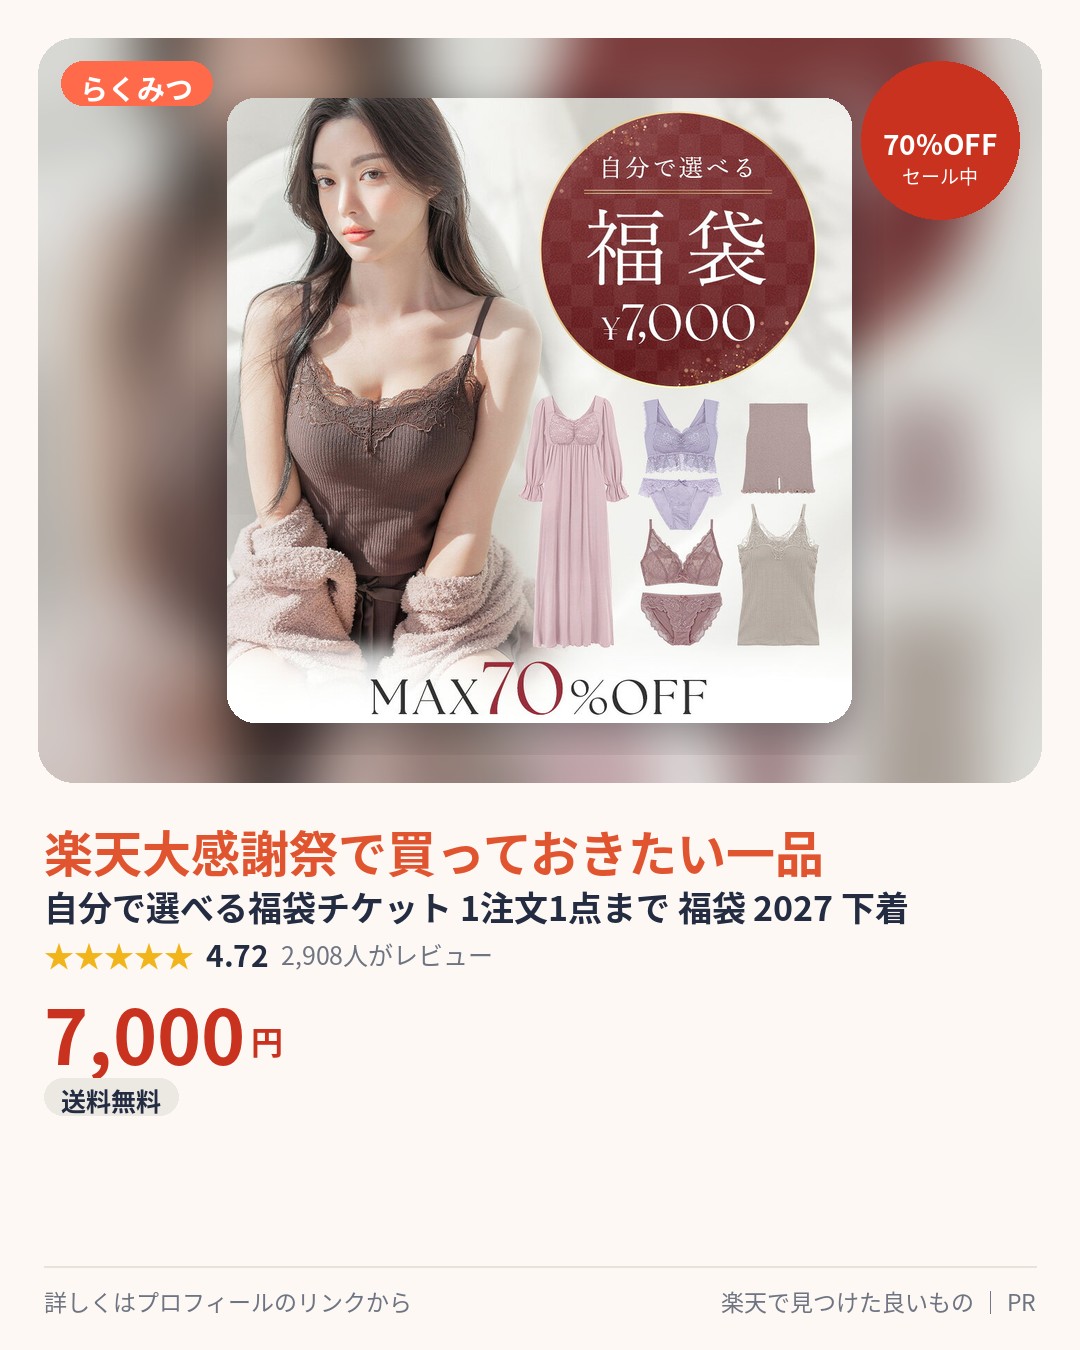 らくみつ
70%OFF
セール中
自分で選べる
福袋
¥7,000
MAX70%OFF
楽天大感謝祭で買っておきたい一品
自分で選べる福袋チケット 1注文1点まで 福袋 2027 下着
★★★★★ 4.72 2,908人がレビュー
7,000円
送料無料
詳しくはプロフィールのリンクから
楽天で見つけた良いもの｜PR